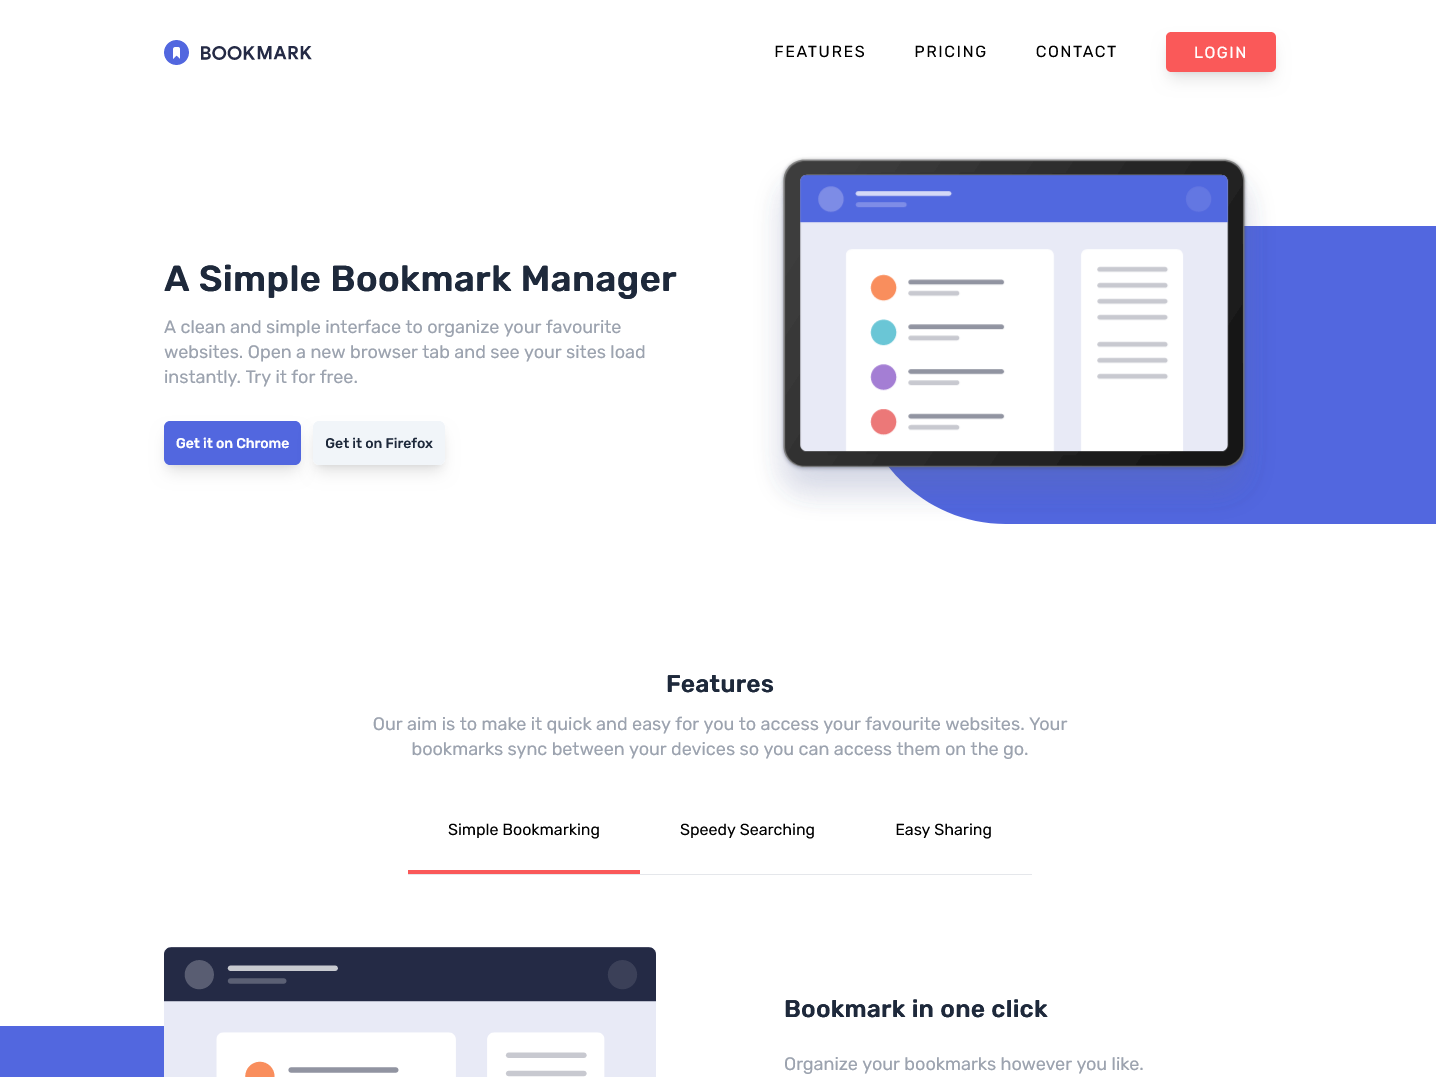 BOOKMARK
FEATURES
PRICING
CONTACT
LOGIN
A Simple Bookmark Manager
A clean and simple interface to organize your favourite
websites. Open a new browser tab and see your sites load
instantly. Try it for free.
Get it on Chrome
Get it on Firefox
Features
Our aim is to make it quick and easy for you to access your favourite websites. Your
bookmarks sync between your devices so you can access them on the go.
Simple Bookmarking
Speedy Searching
Easy Sharing
Bookmark in one click
Organize your bookmarks however you like.